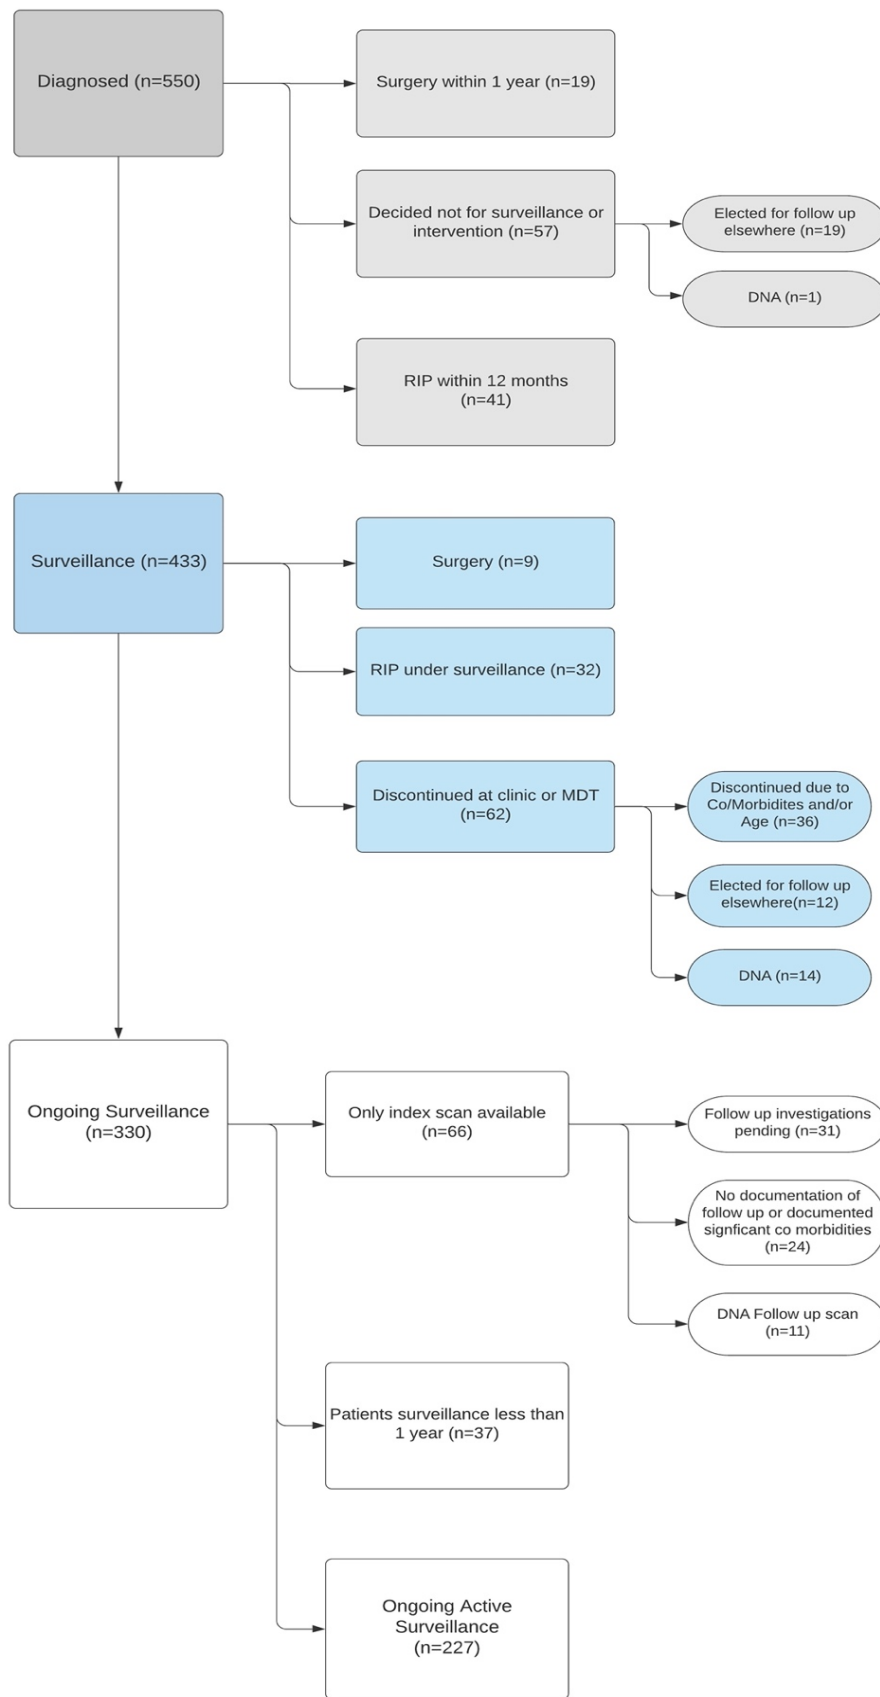 Diagnosed (n=550)
Surgery within 1 year (n=19)
Decided not for surveillance or
intervention (n=57)
Elected for follow up
elsewhere (n=19)
DNA (n=1)
RIP within 12 months
(n=41)
Surveillance (n=433)
Surgery (n=9)
RIP under surveillance (n=32)
Discontinued at clinic or MDT
(n=62)
Discontinued due to
Co/Morbidites and/or
Age (n=36)
Elected for follow up
elsewhere(n=12)
DNA (n=14)
Ongoing Surveillance
(n=330)
Only index scan available
(n=66)
Follow up investigations
pending (n=31)
No documentation of
follow up or documented
signficant co morbidities
(n=24)
DNA Follow up scan
(n=11)
Patients surveillance less than
1 year (n=37)
Ongoing Active
Surveillance
(n=227)